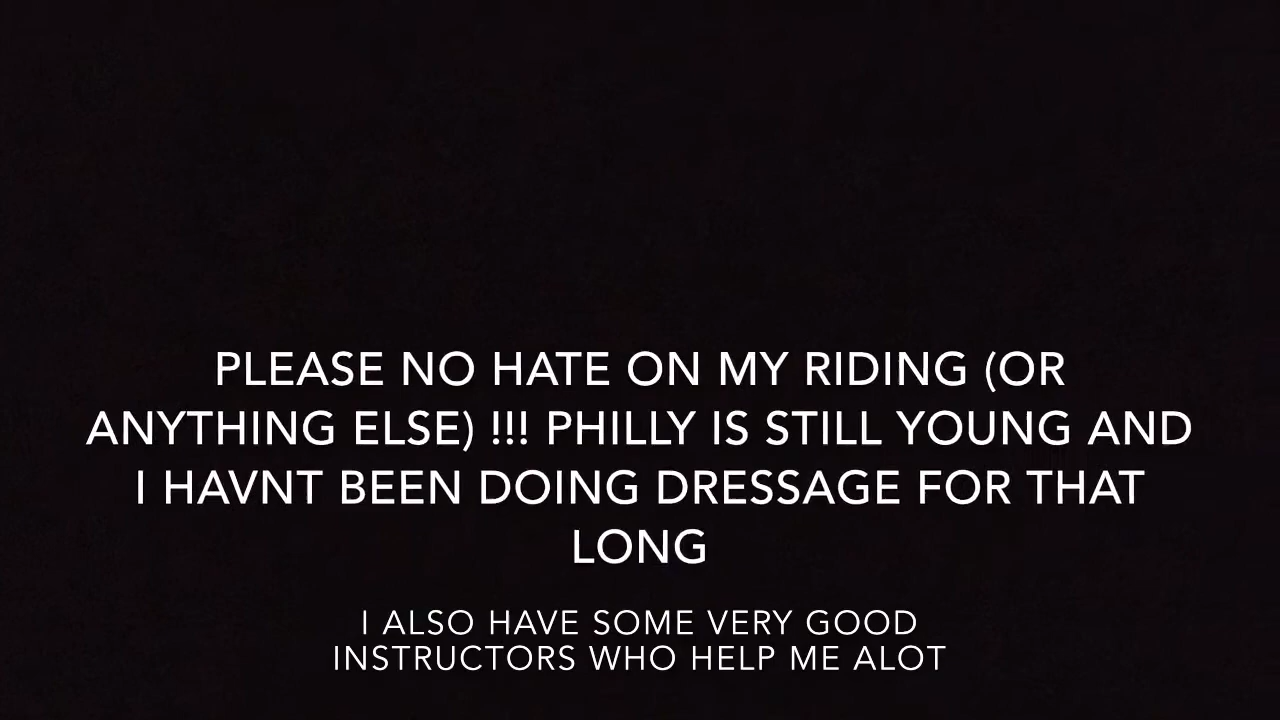 PLEASE NO HATE ON MY RIDING (OR
ANYTHING ELSE) !!! PHILLY IS STILL YOUNG AND
I HAVNT BEEN DOING DRESSAGE FOR THAT
LONG
I ALSO HAVE SOME VERY GOOD
INSTRUCTORS WHO HELP ME ALOT